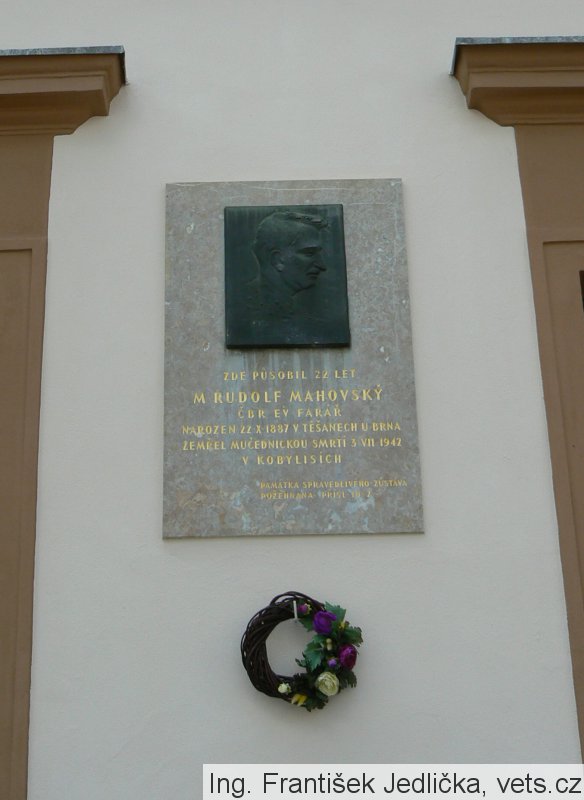 ZDE PŮSOBIL 22 LET
M RUDOLF MAHOVSKÝ
ČBR EV FARÁŘ
NAROZEN 22 X 1887 V TĚŠANECH U BRNA
ZEMŘEL MUČEDNICKOU SMRTÍ 3 VII 1942
V KOBYLISÍCH
PAMÁTKA SPRAVEDLIVÉHO ZŮSTÁVÁ
POŽEHNANÁ PŘÍSL 10 7
Ing. František Jedlička, vets.cz